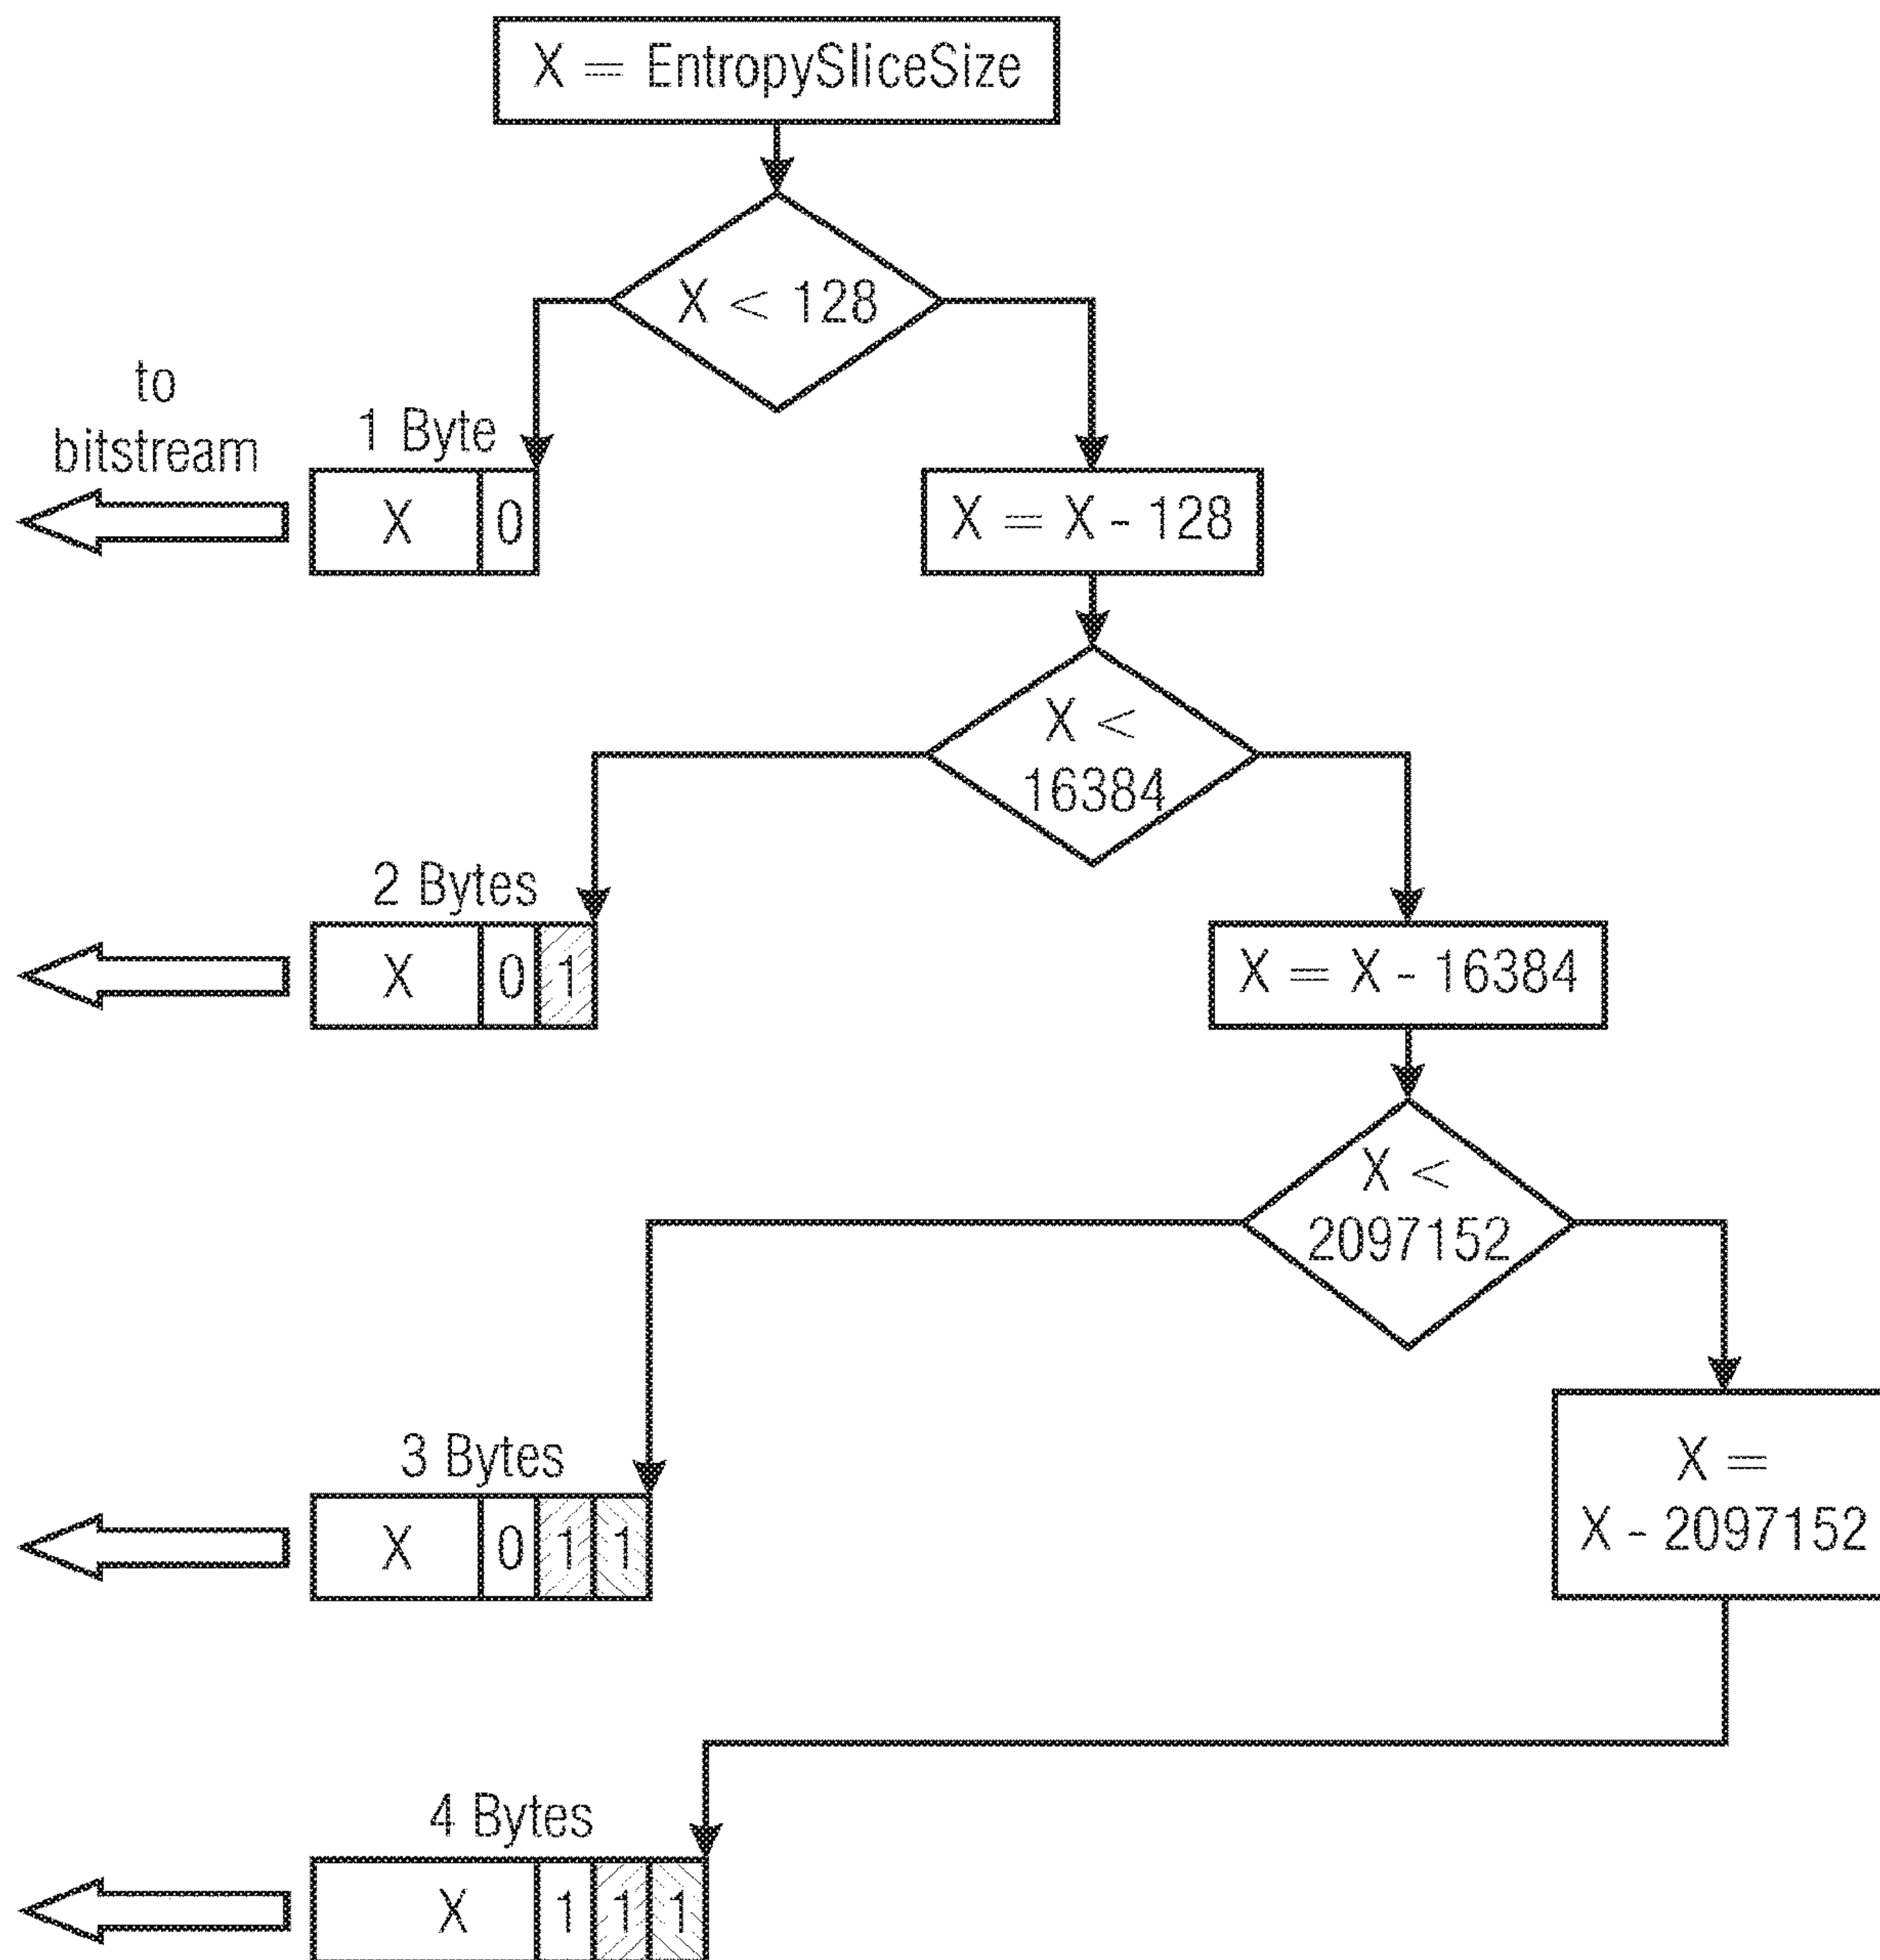 X = EntropySliceSize
X < 128
to
bitstream
1 Byte
X 0
X = X - 128
X <
16384
2 Bytes
X 0 1
X = X - 16384
X <
2097152
3 Bytes
X 0 1 1
X =
X - 2097152
4 Bytes
X 1 1 1